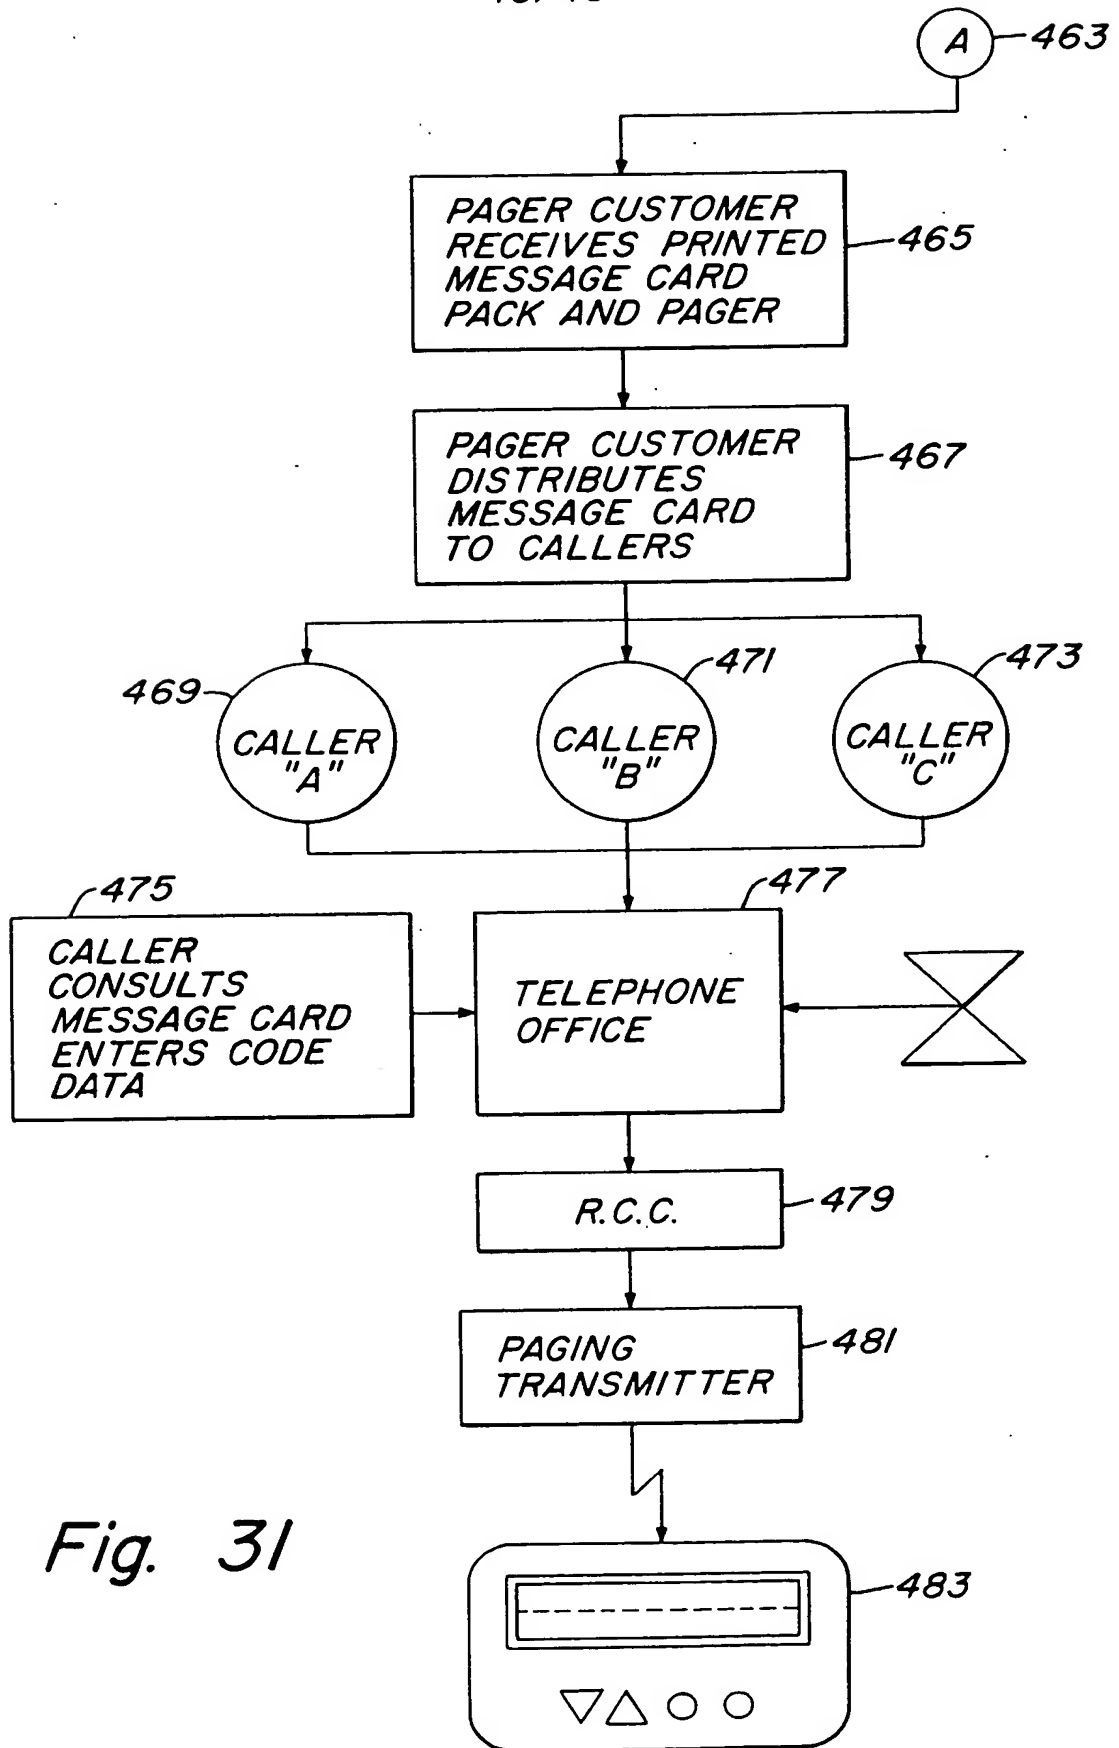 A
463
PAGER CUSTOMER
RECEIVES PRINTED
MESSAGE CARD
PACK AND PAGER
465
PAGER CUSTOMER
DISTRIBUTES
MESSAGE CARD
TO CALLERS
467
469
CALLER
"A"
471
CALLER
"B"
473
CALLER
"C"
475
CALLER
CONSULTS
MESSAGE CARD
ENTERS CODE
DATA
477
TELEPHONE
OFFICE
R.C.C.
479
PAGING
TRANSMITTER
481
Fig. 31
483